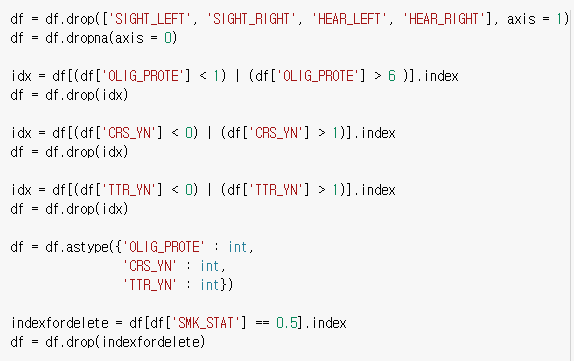 df = df.drop(['SIGHT_LEFT', 'SIGHT_RIGHT', 'HEAR_LEFT', 'HEAR_RIGHT'], axis = 1)
df = df.dropna(axis = 0)
idx = df[(df['OLIG_PROTE'] < 1) | (df['OLIG_PROTE'] > 6 )].index
df = df.drop(idx)
idx = df[(df['CRS_YN'] < 0) | (df['CRS_YN'] > 1)].index
df = df.drop(idx)
idx = df[(df['TTR_YN'] < 0) | (df['TTR_YN'] > 1)].index
df = df.drop(idx)
df = df.astype({'OLIG_PROTE' : int,
'CRS_YN' : int,
'TTR_YN' : int})
indexfordelete = df[df['SMK_STAT'] == 0.5].index
df = df.drop(indexfordelete)